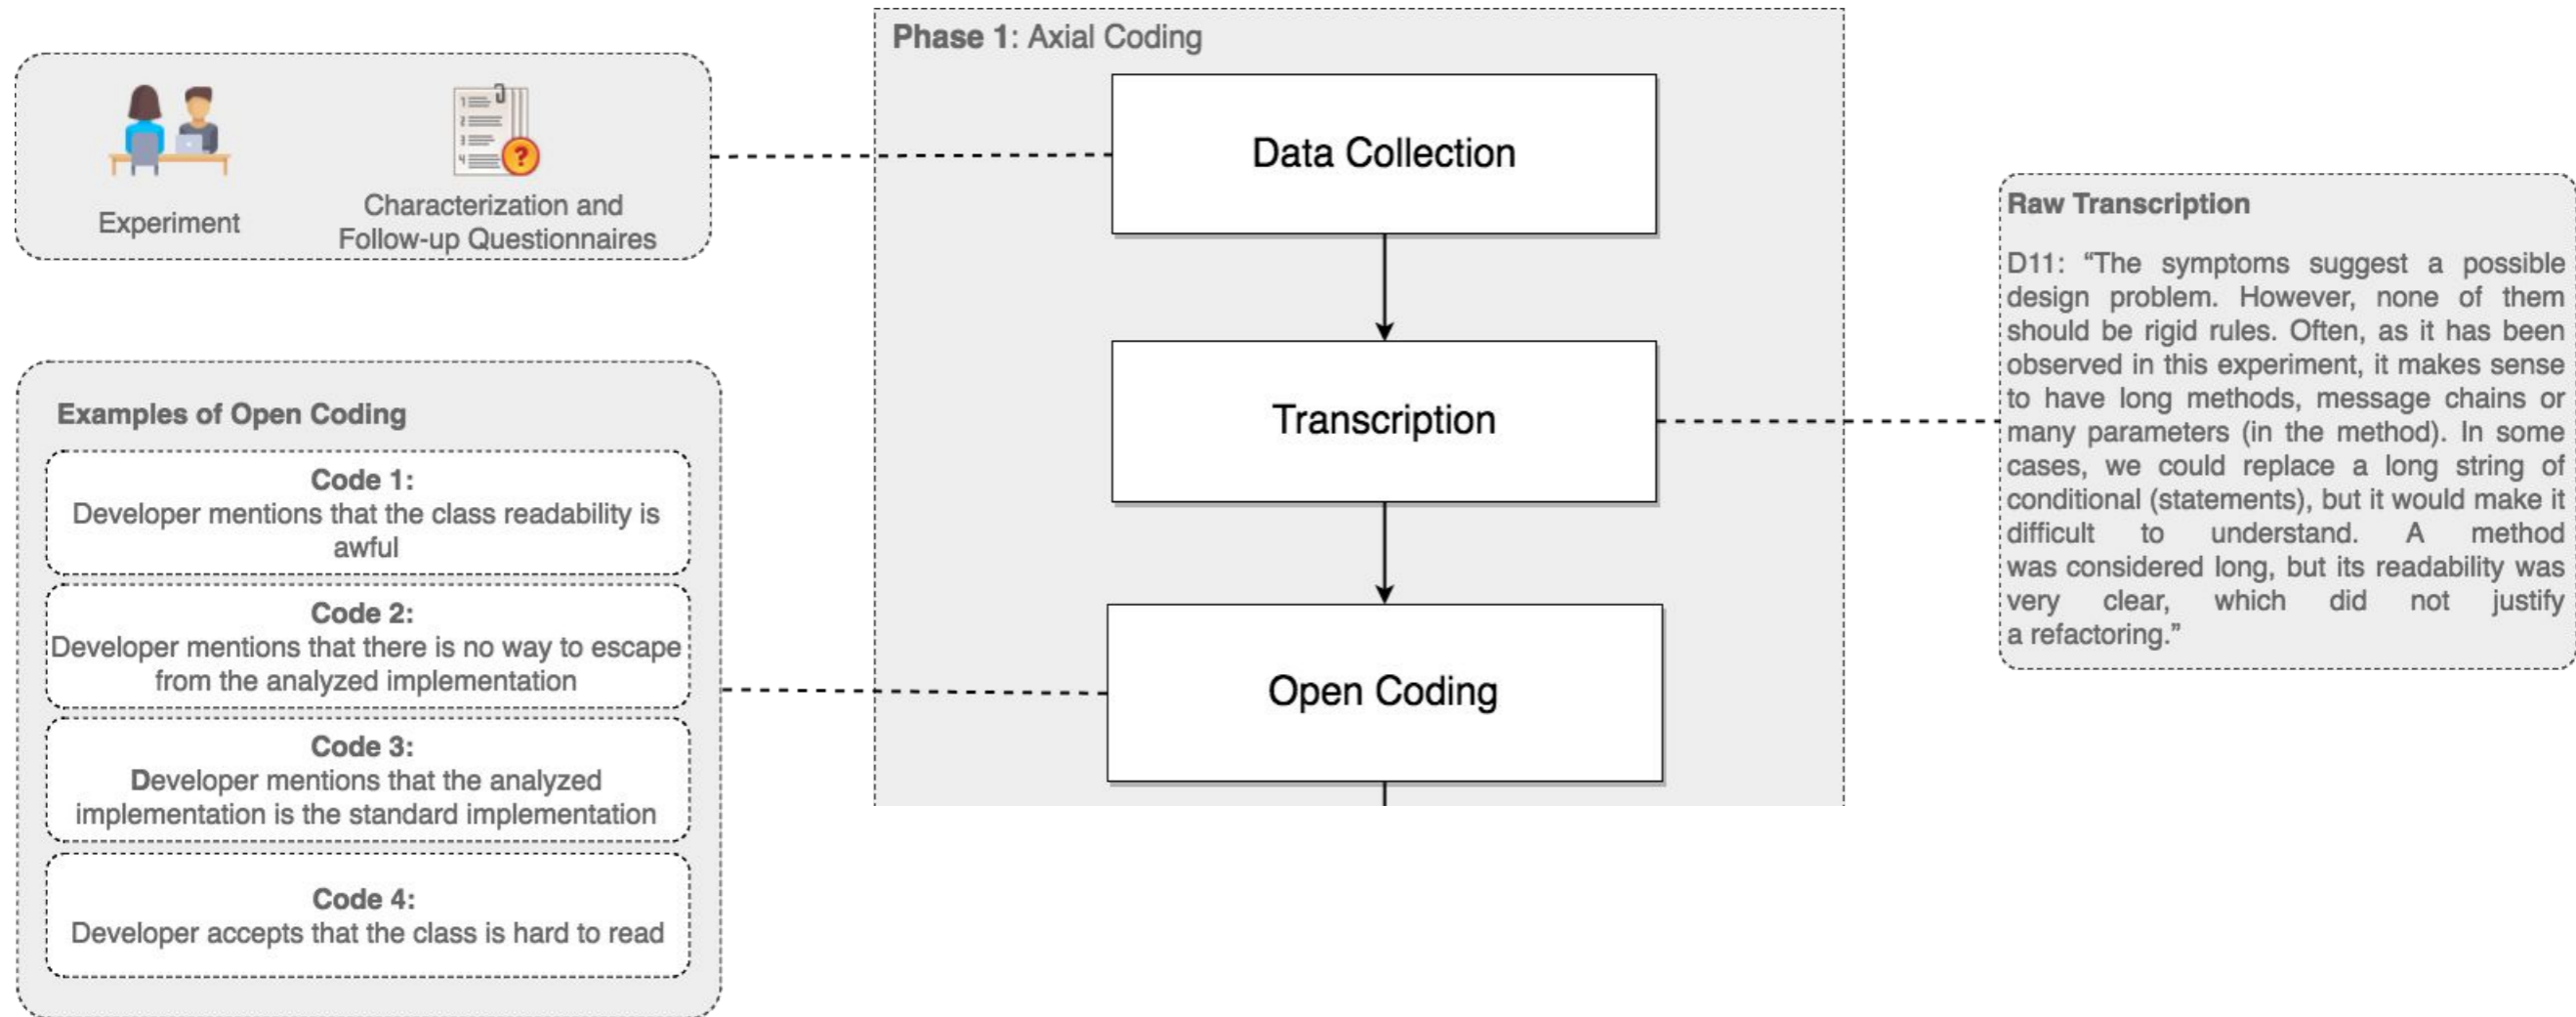 Phase 1: Axial Coding
Experiment
Characterization and
Follow-up Questionnaires
Data Collection
Transcription
Open Coding
Raw Transcription
D11: “The symptoms suggest a possible
design problem. However, none of them
should be rigid rules. Often, as it has been
observed in this experiment, it makes sense
to have long methods, message chains or
many parameters (in the method). In some
cases, we could replace a long string of
conditional (statements), but it would make it
difficult to understand. A method
was considered long, but its readability was
very clear, which did not justify
a refactoring.”
Examples of Open Coding
Code 1:
Developer mentions that the class readability is
awful
Code 2:
Developer mentions that there is no way to escape
from the analyzed implementation
Code 3:
Developer mentions that the analyzed
implementation is the standard implementation
Code 4:
Developer accepts that the class is hard to read
1
2
3
4
?